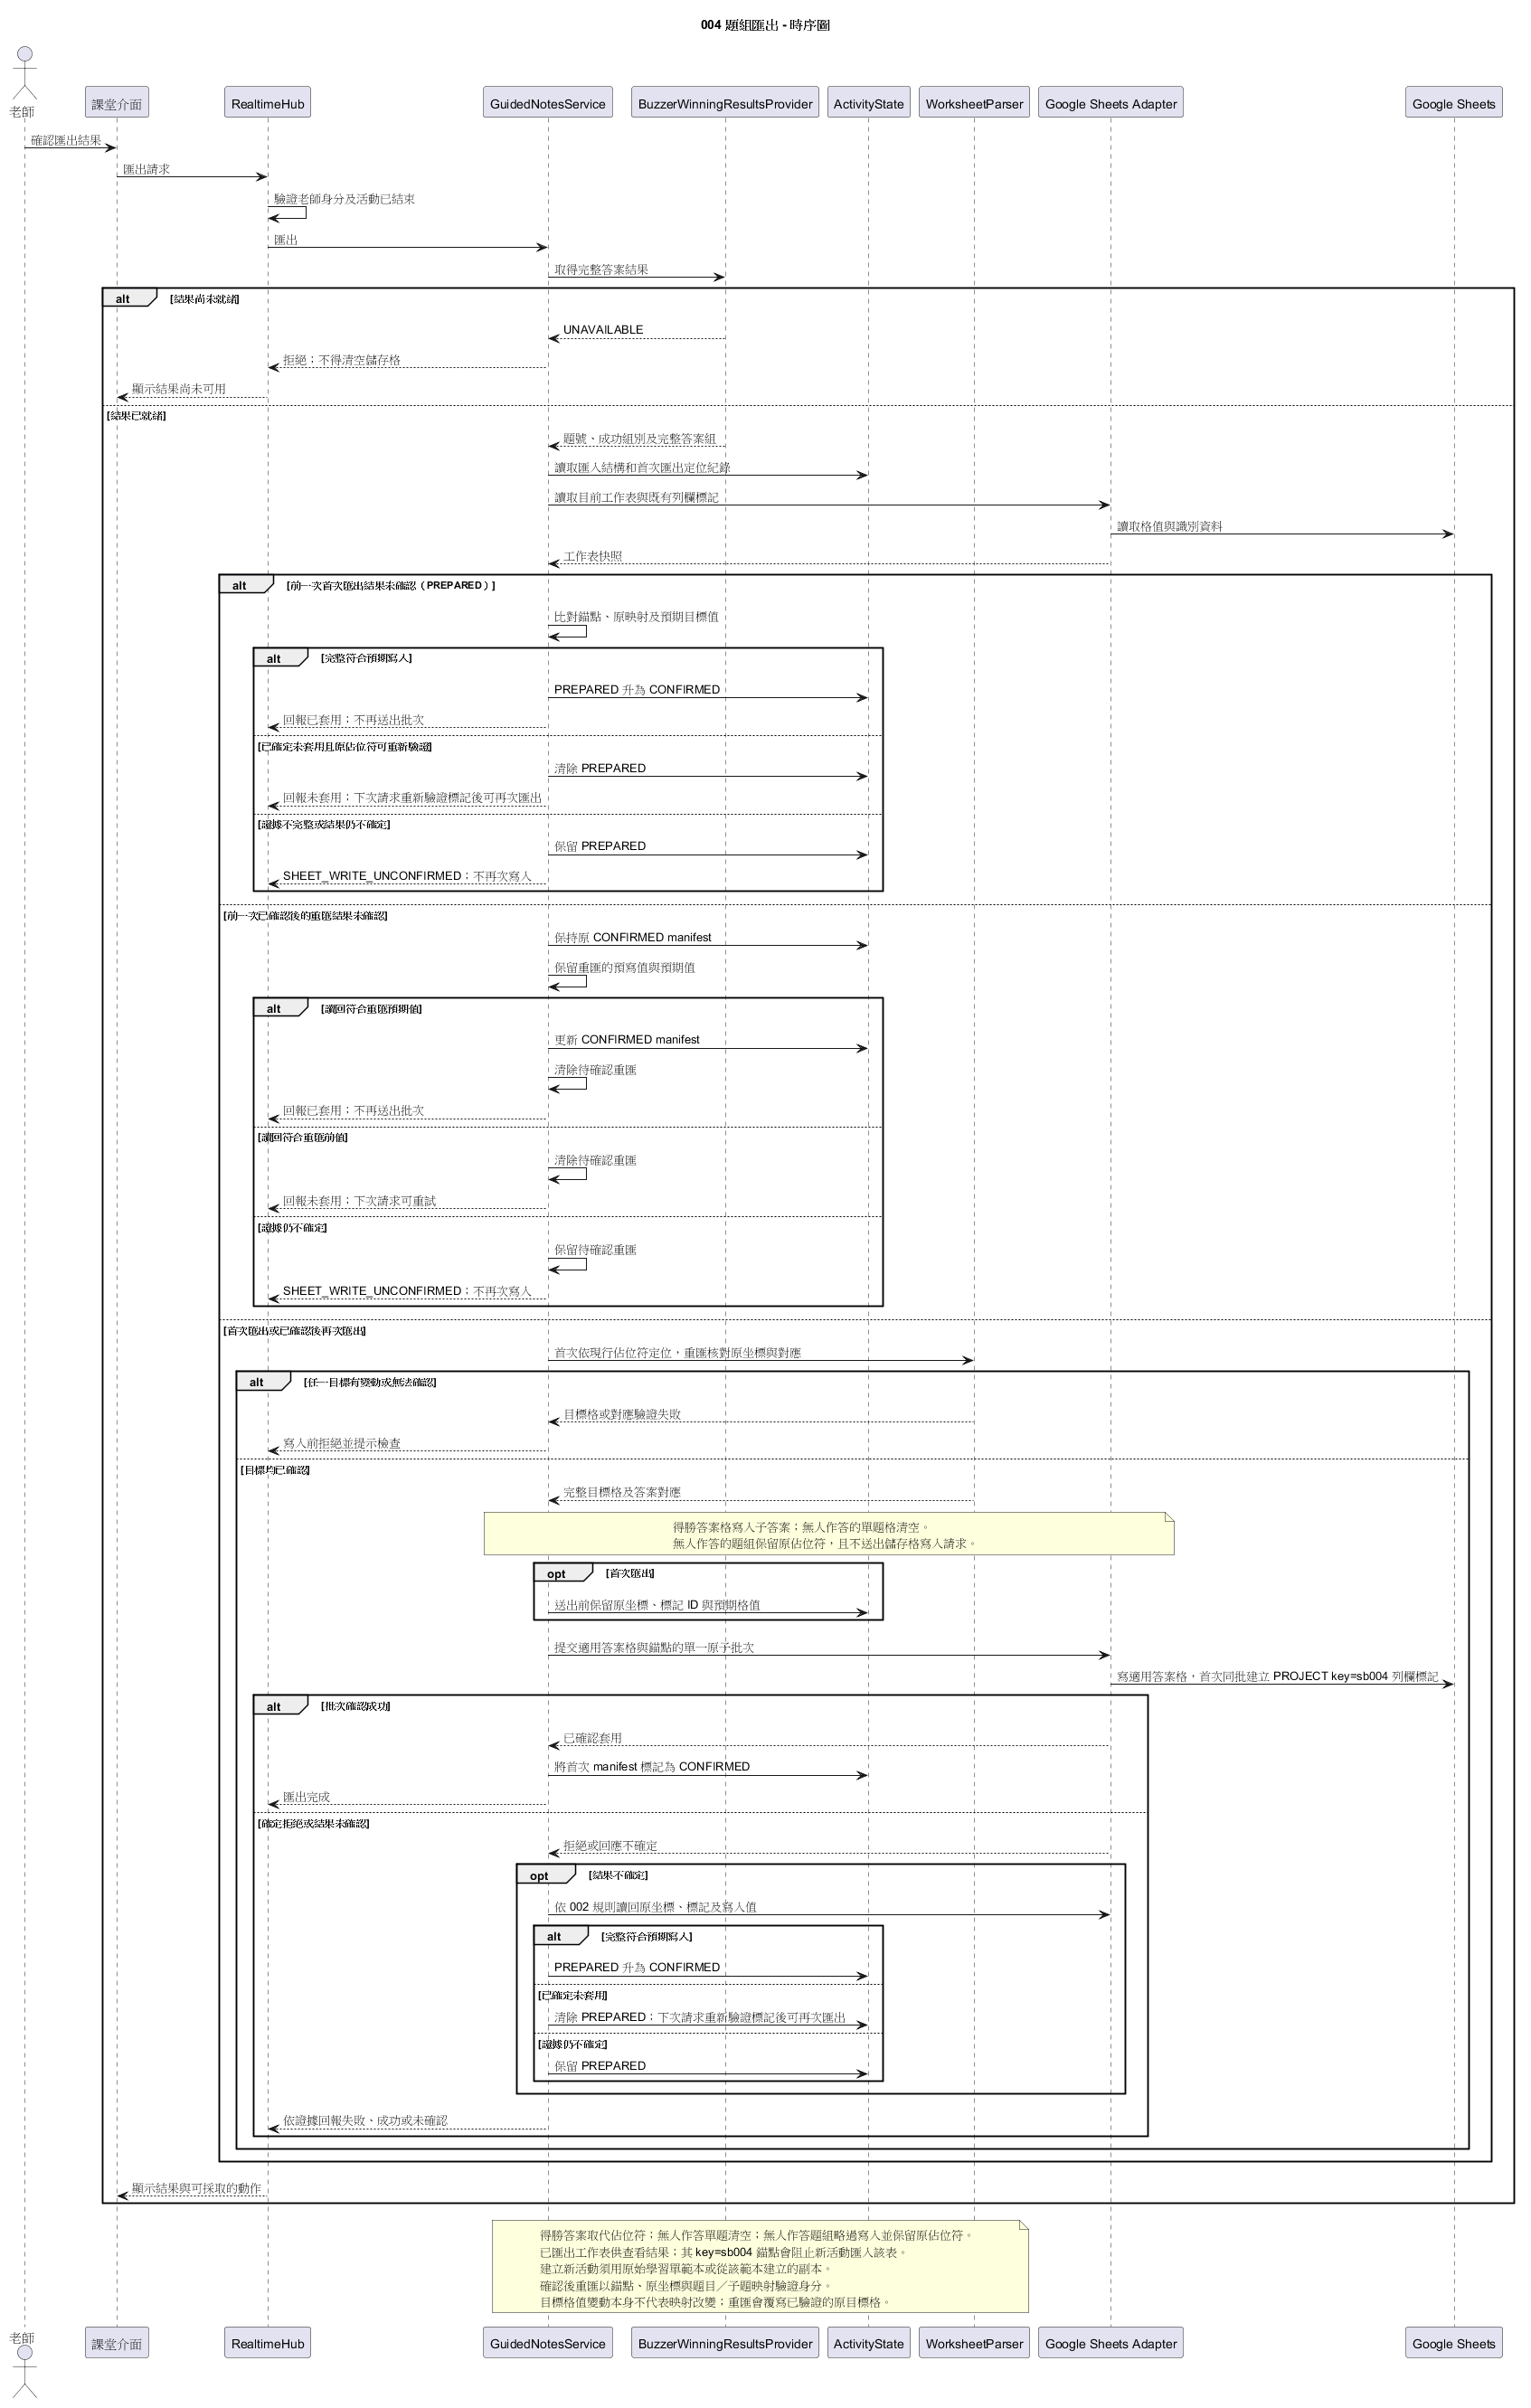 004 題組匯出 - 時序圖
老師
課堂介面
RealtimeHub
GuidedNotesService
BuzzerWinningResultsProvider
ActivityState
WorksheetParser
Google Sheets Adapter
Google Sheets
確認匯出結果
匯出請求
驗證老師身分及活動已結束
匯出
取得完整答案結果
alt [結果尚未就緒]
UNAVAILABLE
拒絕；不得清空儲存格
顯示結果尚未可用
[結果已就緒]
題號、成功組別及完整答案組
讀取匯入結構和首次匯出定位紀錄
讀取目前工作表與既有列欄標記
讀取格值與識別資料
工作表快照
alt [前一次首次匯出結果未確認（PREPARED）]
比對錨點、原映射及預期目標值
alt [完整符合預期寫入]
PREPARED 升為 CONFIRMED
回報已套用；不再送出批次
[已確定未套用且原佔位符可重新驗證]
清除 PREPARED
回報未套用；下次請求重新驗證標記後可再次匯出
[證據不完整或結果仍不確定]
保留 PREPARED
SHEET_WRITE_UNCONFIRMED；不再次寫入
[前一次已確認後的重匯結果未確認]
保持原 CONFIRMED manifest
保留重匯的預寫值與預期值
alt [讀回符合重匯預期值]
更新 CONFIRMED manifest
清除待確認重匯
回報已套用；不再送出批次
[讀回符合重匯前值]
清除待確認重匯
回報未套用；下次請求可重試
[證據仍不確定]
保留待確認重匯
SHEET_WRITE_UNCONFIRMED；不再次寫入
[首次匯出或已確認後再次匯出]
首次依現行佔位符定位，重匯核對原坐標與對應
alt [任一目標有變動或無法確認]
目標格或對應驗證失敗
寫入前拒絕並提示檢查
[目標均已確認]
完整目標格及答案對應
得勝答案格寫入子答案；無人作答的單題格清空。
無人作答的題組保留原佔位符，且不送出儲存格寫入請求。
opt [首次匯出]
送出前保留原坐標、標記 ID 與預期格值
提交適用答案格與錨點的單一原子批次
寫適用答案格，首次同批建立 PROJECT key=sb004 列欄標記
alt [批次確認成功]
已確認套用
將首次 manifest 標記為 CONFIRMED
匯出完成
[確定拒絕或結果未確認]
拒絕或回應不確定
opt [結果不確定]
依 002 規則讀回原坐標、標記及寫入值
alt [完整符合預期寫入]
PREPARED 升為 CONFIRMED
[已確定未套用]
清除 PREPARED；下次請求重新驗證標記後可再次匯出
[證據仍不確定]
保留 PREPARED
依證據回報失敗、成功或未確認
顯示結果與可採取的動作
得勝答案取代佔位符；無人作答單題清空；無人作答題組略過寫入並保留原佔位符。
已匯出工作表供查看結果；其 key=sb004 錨點會阻止新活動匯入該表。
建立新活動須用原始學習單範本或從該範本建立的副本。
確認後重匯以錨點、原坐標與題目／子題映射驗證身分。
目標格值變動本身不代表映射改變；重匯會覆寫已驗證的原目標格。
老師
課堂介面
RealtimeHub
GuidedNotesService
BuzzerWinningResultsProvider
ActivityState
WorksheetParser
Google Sheets Adapter
Google Sheets